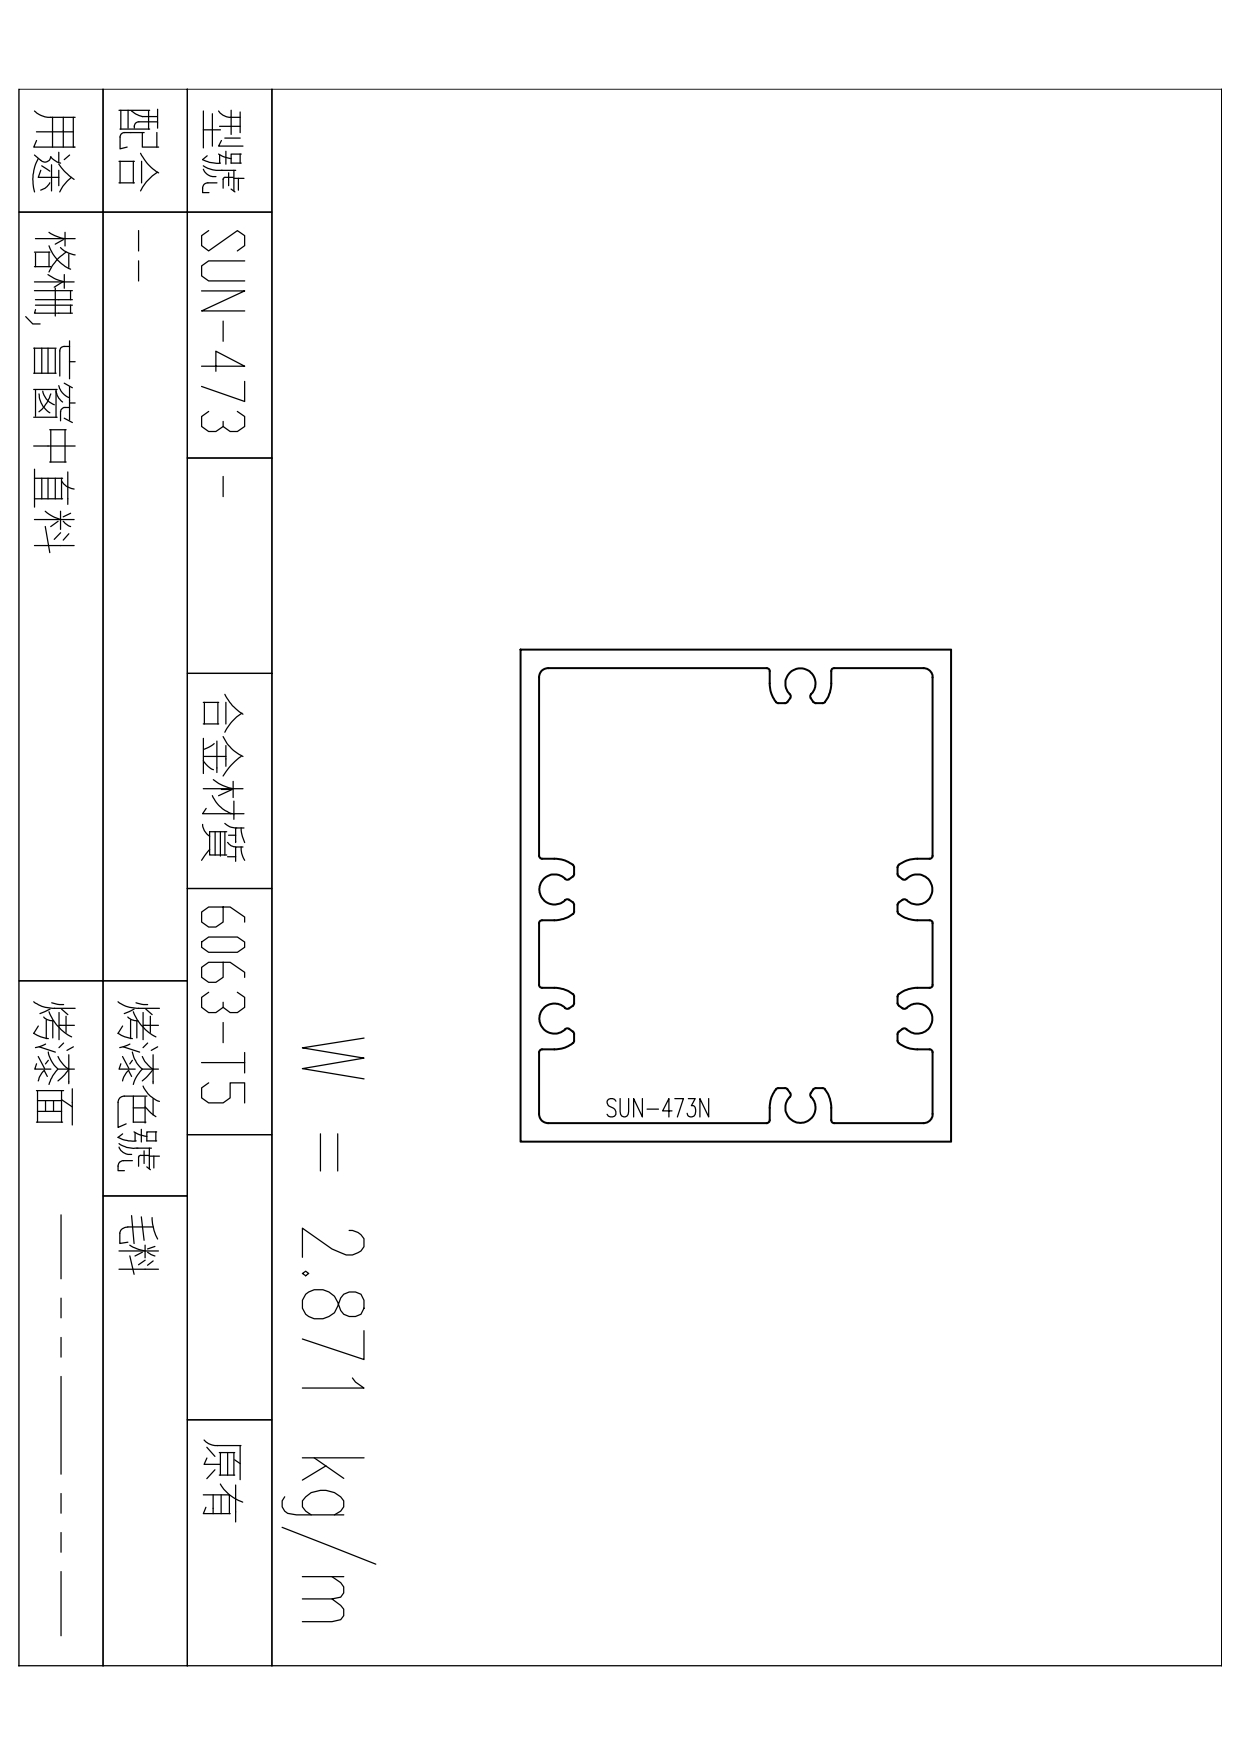 SUN-473N
W = 2.871 kg/m
型號 SUN-473 - 合金材質 6063-T5 原有
配合 -- 烤漆色號 毛料
用途 格柵, 盲窗中直料 烤漆面